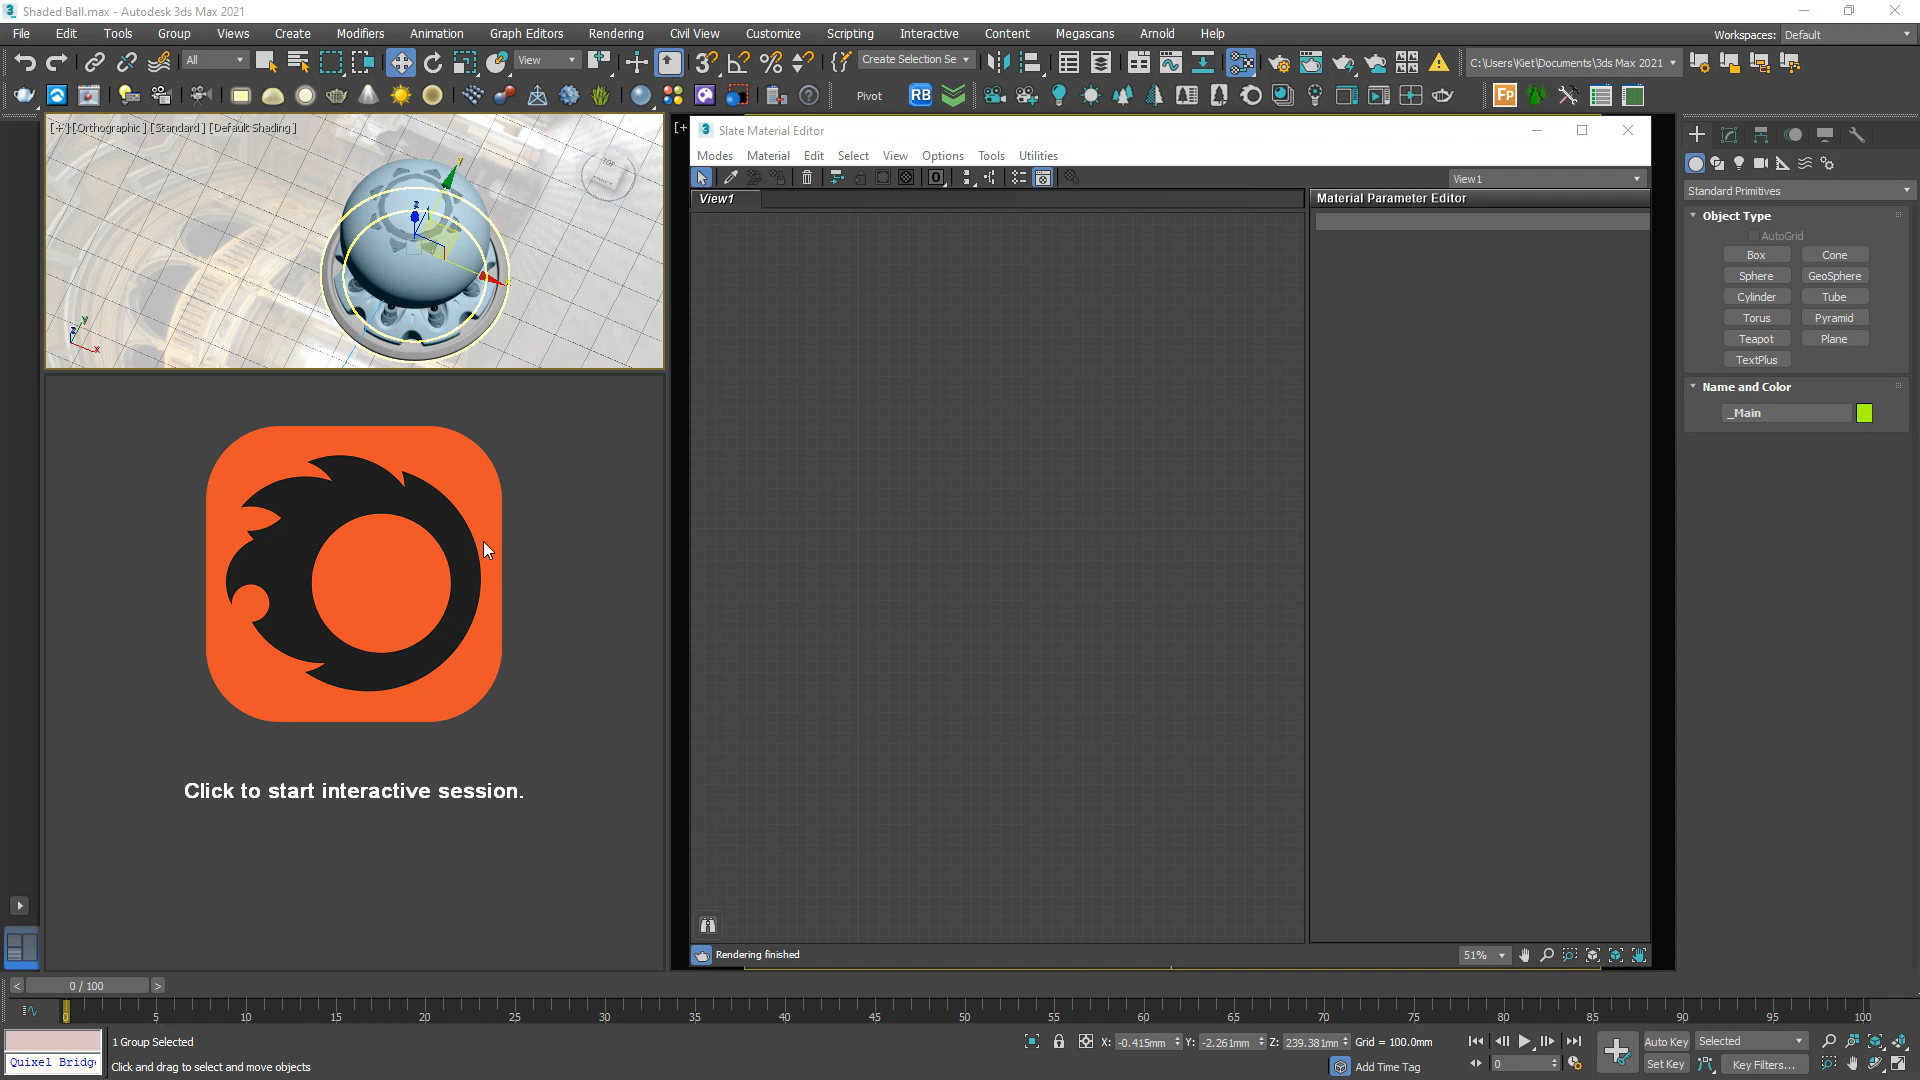 Shaded Ball.max - Autodesk 3ds Max 2021
File Edit Tools Group Views Create Modifiers Animation Graph Editors Rendering Civil View Customize Scripting Interactive Content Megascans Arnold Help
Workspaces: Default
All View Create Selection Se C:\Users\Kiet\Documents\3ds Max 2021
Pivot RB Fp
[+] [Orthographic] [Standard] [Default Shading]
[+]
Slate Material Editor
Modes Material Edit Select View Options Tools Utilities
View1
View1
Material Parameter Editor
TOP
z y x
z y x
Standard Primitives
Object Type
AutoGrid
Box Cone
Sphere GeoSphere
Cylinder Tube
Torus Pyramid
Teapot Plane
TextPlus
Name and Color
_Main
Click to start interactive session.
Rendering finished
51%
< 0 / 100 >
0 5 10 15 20 25 30 35 40 45 50 55 60 65 70 75 80 85 90 95 100
1 Group Selected
X: -0.415mm Y: -2.261mm Z: 239.381mm Grid = 100.0mm
Auto Key Selected
Quixel Bridg
Click and drag to select and move objects
Add Time Tag
0
Set Key Key Filters...